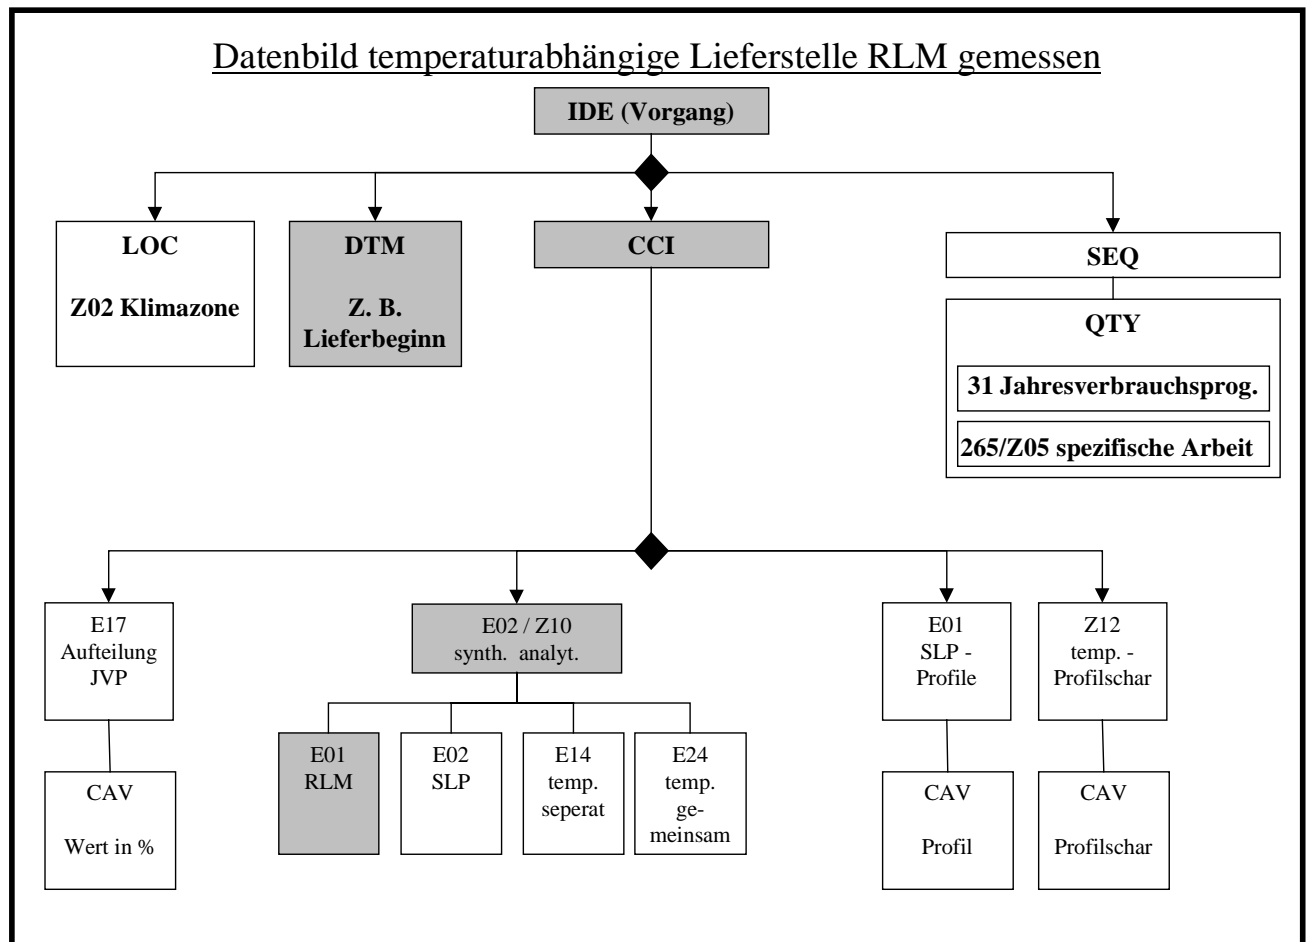 Datenbild temperaturabhängige Lieferstelle RLM gemessen
IDE (Vorgang)
LOC
Z02 Klimazone
DTM
Z. B.
Lieferbeginn
CCI
SEQ
QTY
31 Jahresverbrauchsprog.
265/Z05 spezifische Arbeit
E17
Aufteilung
JVP
E02 / Z10
synth. analyt.
E01
SLP -
Profile
Z12
temp. -
Profilschar
E01
RLM
E02
SLP
E14
temp.
seperat
E24
temp.
ge-
meinsam
CAV
Wert in %
CAV
Profil
CAV
Profilschar